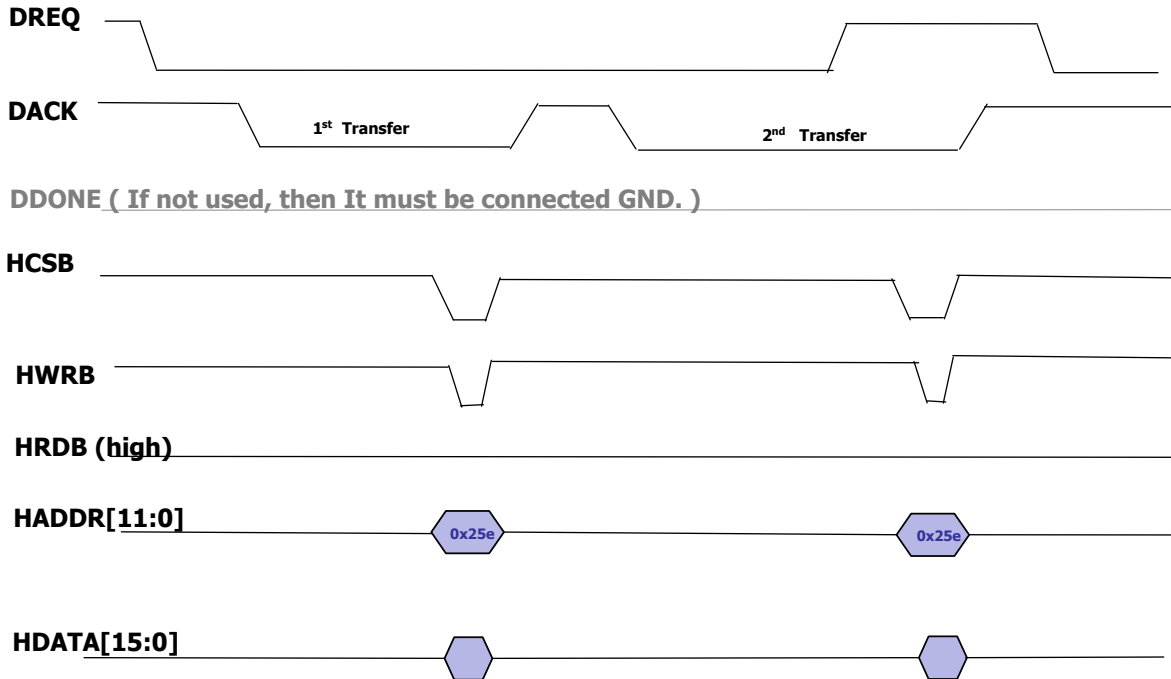 DREQ
DACK
1st Transfer
2nd Transfer
DDONE ( If not used, then It must be connected GND. )
HCSB
HWRB
HRDB (high)
HADDR[11:0]
0x25e
0x25e
HDATA[15:0]